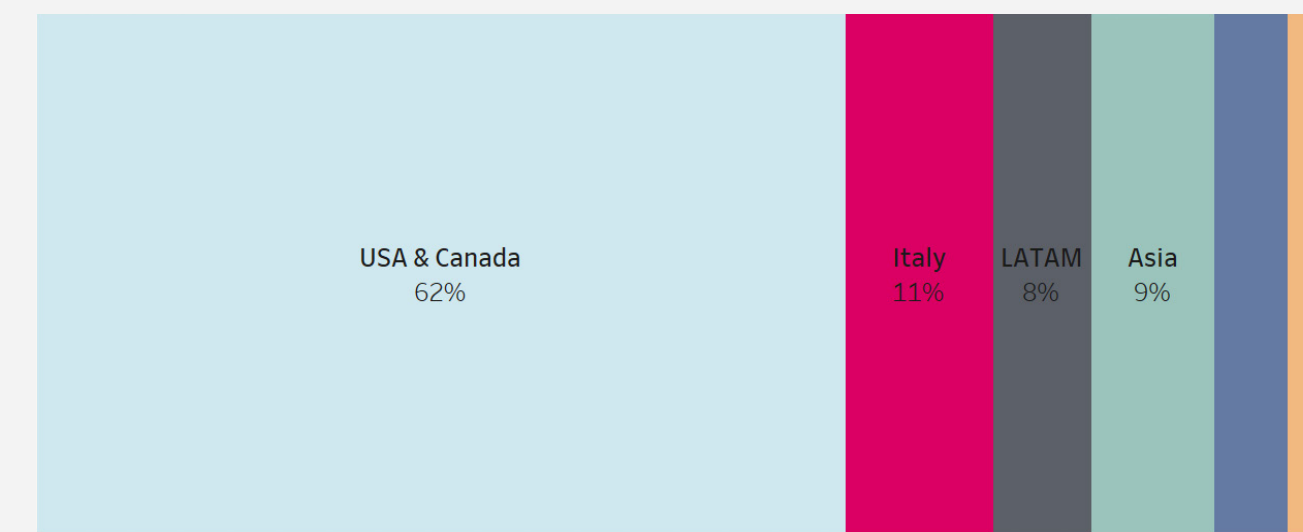 USA & Canada
62%
Italy
11%
LATAM
8%
Asia
9%